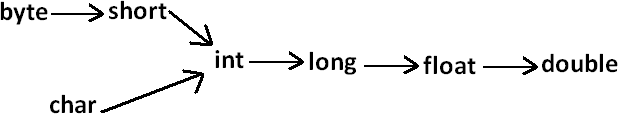 byte short
int long float double
char